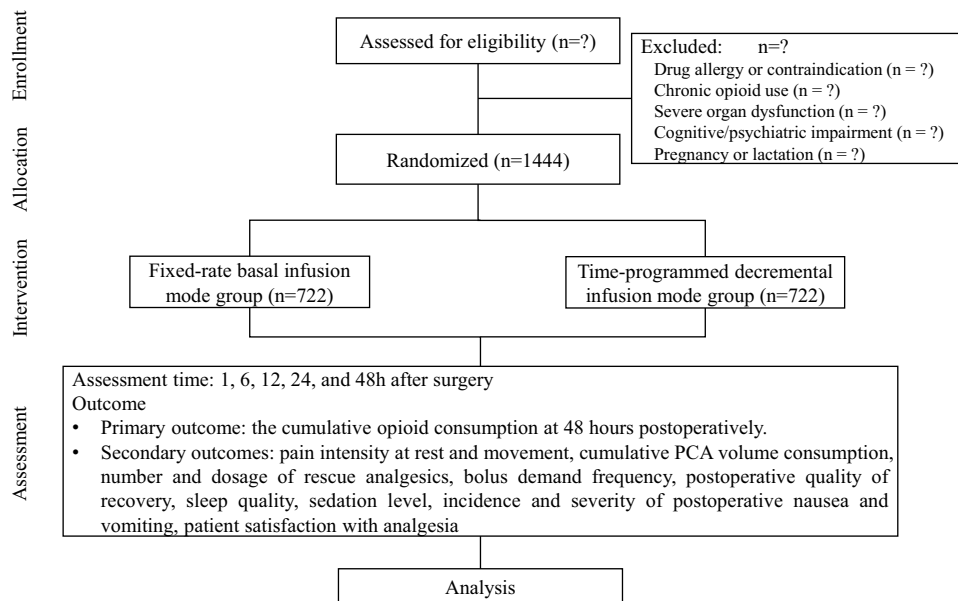 Enrollment
Assessed for eligibility (n=?)
Excluded: n=?
Drug allergy or contraindication (n = ?)
Chronic opioid use (n = ?)
Severe organ dysfunction (n = ?)
Cognitive/psychiatric impairment (n = ?)
Pregnancy or lactation (n = ?)
Allocation
Randomized (n=1444)
Intervention
Fixed-rate basal infusion
mode group (n=722)
Time-programmed decremental
infusion mode group (n=722)
Assessment
Assessment time: 1, 6, 12, 24, and 48h after surgery
Outcome
• Primary outcome: the cumulative opioid consumption at 48 hours postoperatively.
• Secondary outcomes: pain intensity at rest and movement, cumulative PCA volume consumption,
number and dosage of rescue analgesics, bolus demand frequency, postoperative quality of
recovery, sleep quality, sedation level, incidence and severity of postoperative nausea and
vomiting, patient satisfaction with analgesia
Analysis